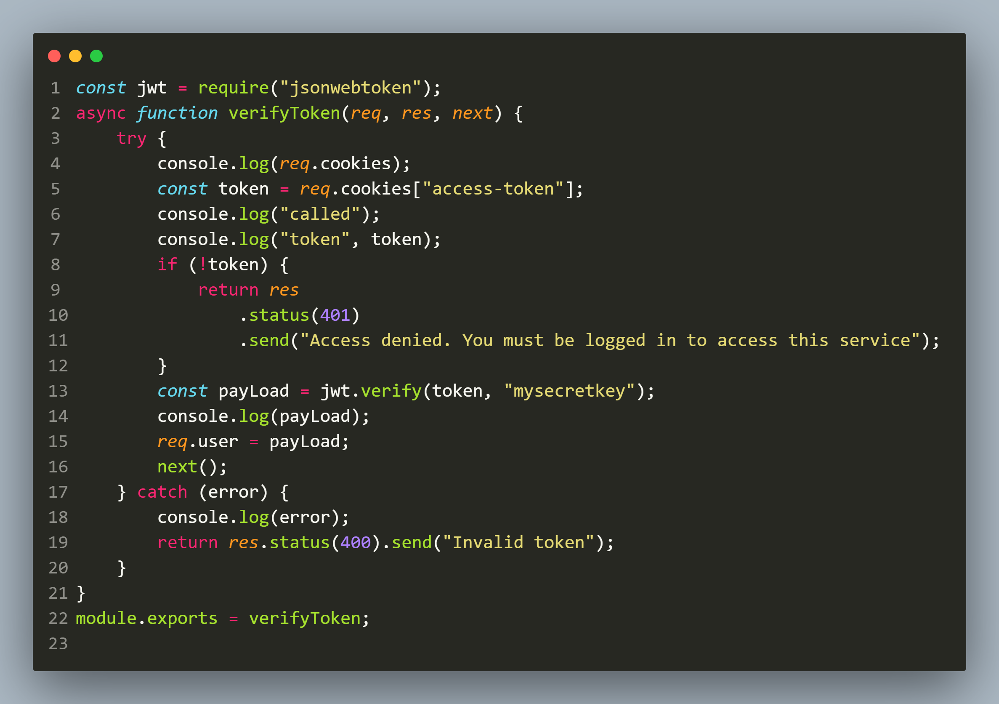 1 const jwt = require("jsonwebtoken");
2 async function verifyToken(req, res, next) {
3     try {
4         console.log(req.cookies);
5         const token = req.cookies["access-token"];
6         console.log("called");
7         console.log("token", token);
8         if (!token) {
9             return res
10                 .status(401)
11                 .send("Access denied. You must be logged in to access this service");
12         }
13         const payLoad = jwt.verify(token, "mysecretkey");
14         console.log(payLoad);
15         req.user = payLoad;
16         next();
17     } catch (error) {
18         console.log(error);
19         return res.status(400).send("Invalid token");
20     }
21 }
22 module.exports = verifyToken;
23